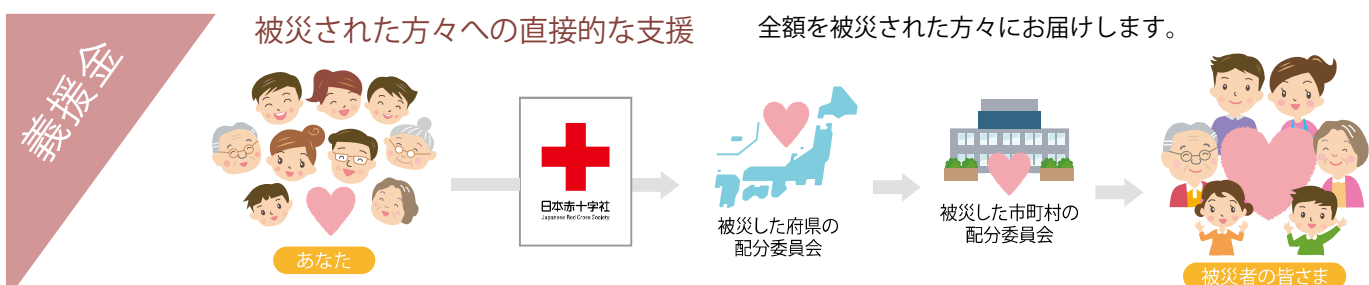 義援金
被災された方々への直接的な支援
全額を被災された方々にお届けします。
あなた
日本赤十字社
Japanese Red Cross Society
被災した府県の
配分委員会
被災した市町村の
配分委員会
被災者の皆さま